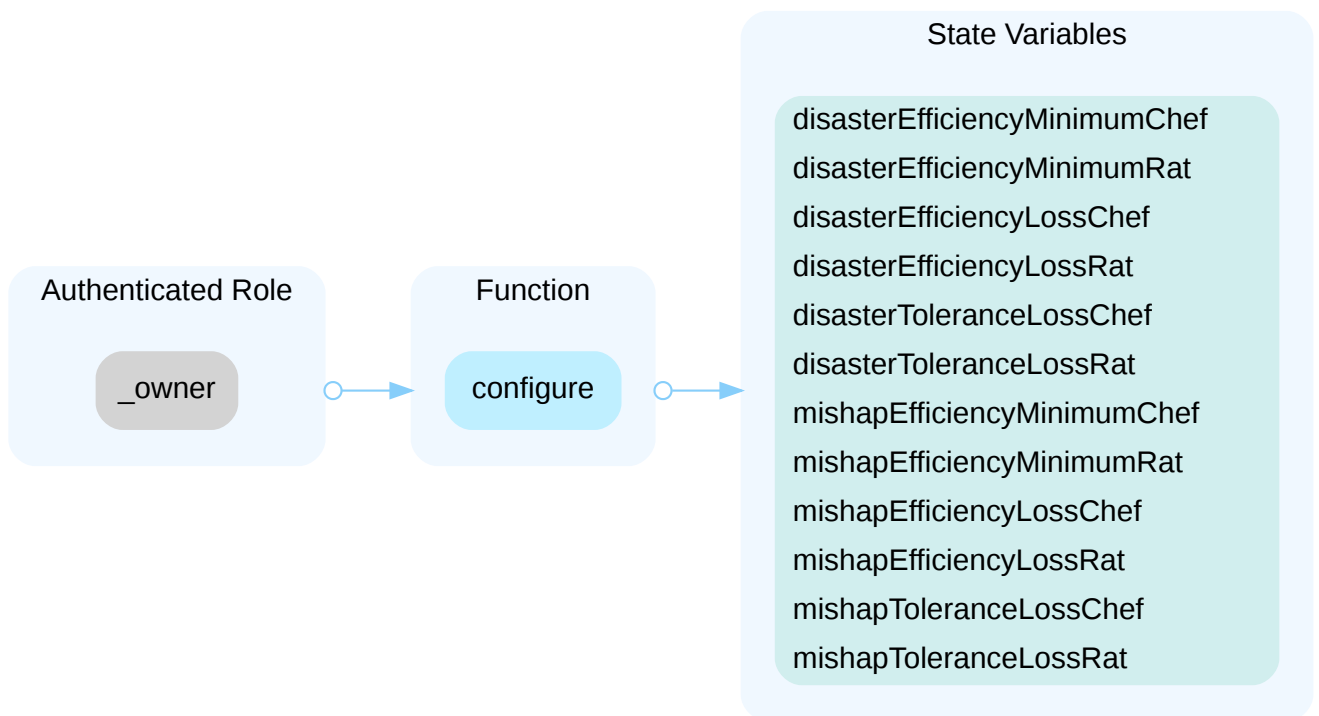 Authenticated Role
_owner
Function
configure
State Variables
disasterEfficiencyMinimumChef
disasterEfficiencyMinimumRat
disasterEfficiencyLossChef
disasterEfficiencyLossRat
disasterToleranceLossChef
disasterToleranceLossRat
mishapEfficiencyMinimumChef
mishapEfficiencyMinimumRat
mishapEfficiencyLossChef
mishapEfficiencyLossRat
mishapToleranceLossChef
mishapToleranceLossRat